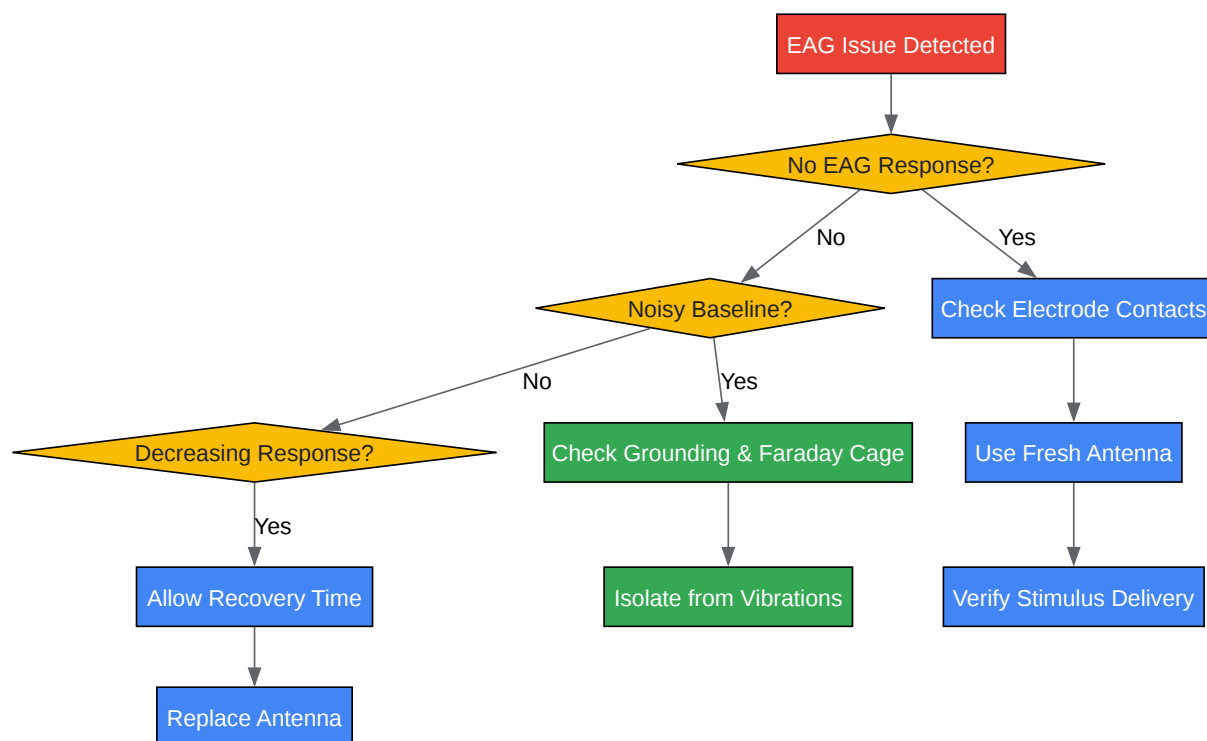 EAG Issue Detected
No EAG Response?
No
Yes
Noisy Baseline?
Check Electrode Contacts
No
Yes
Decreasing Response?
Check Grounding & Faraday Cage
Use Fresh Antenna
Yes
Allow Recovery Time
Isolate from Vibrations
Verify Stimulus Delivery
Replace Antenna